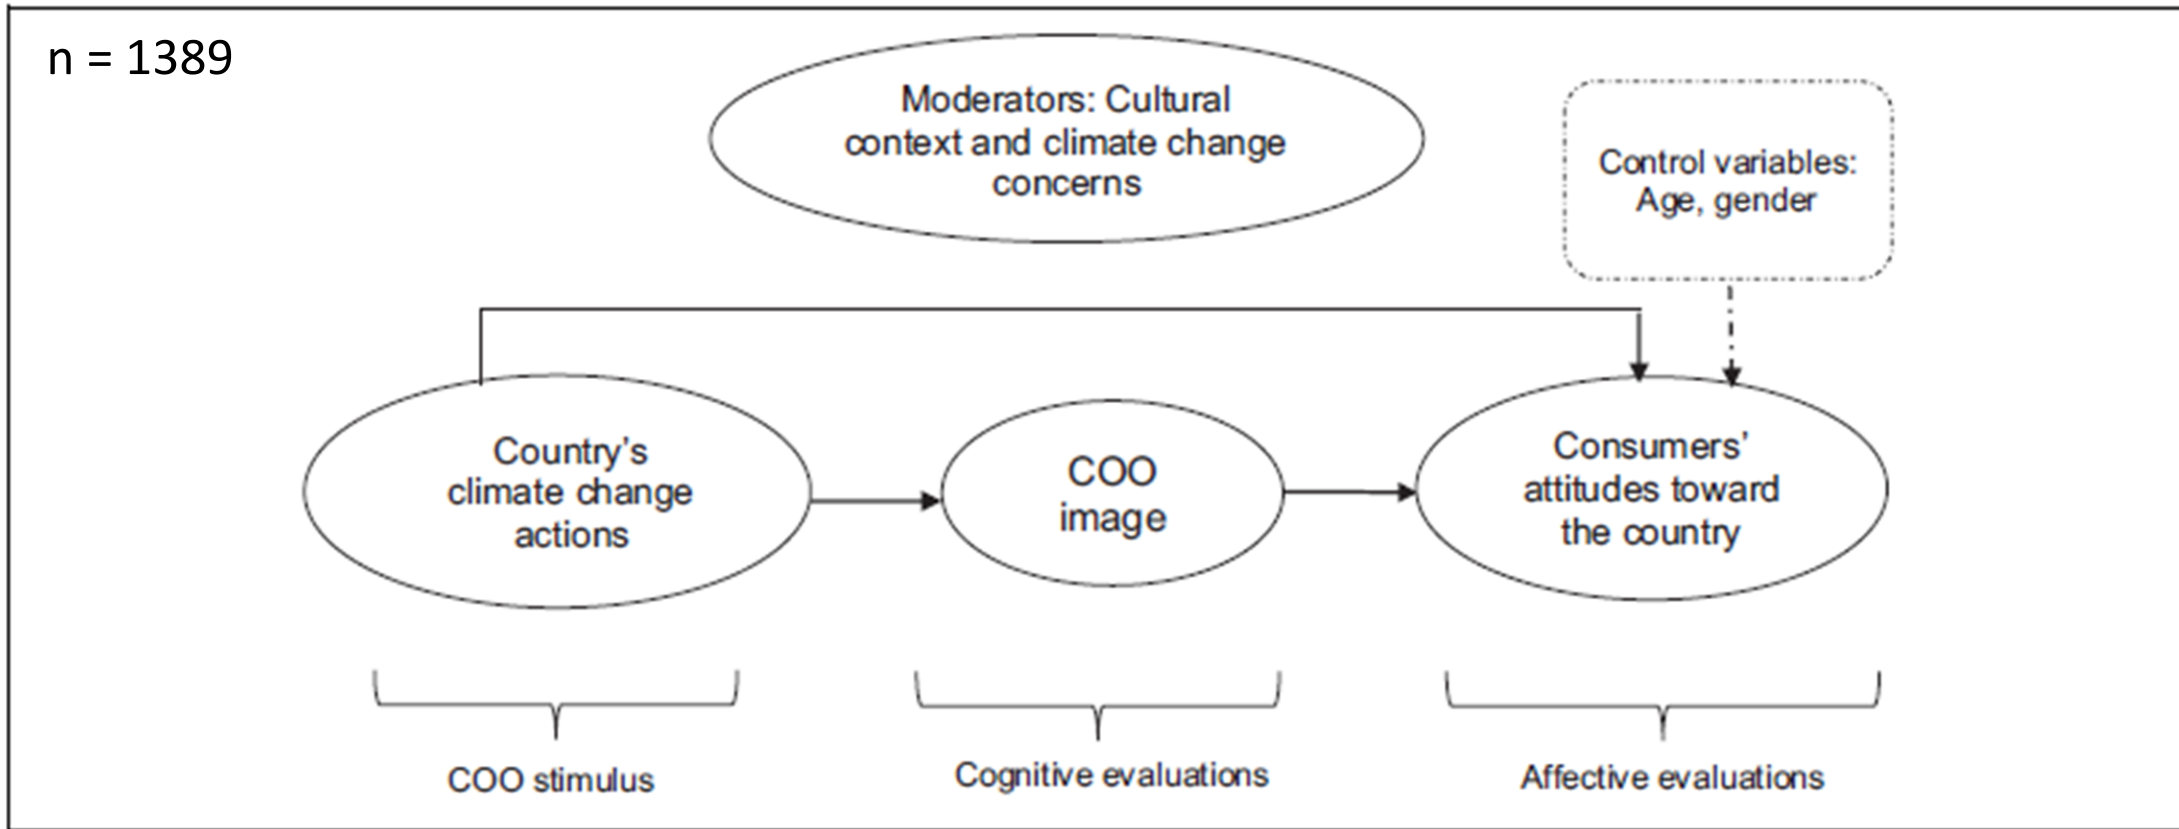 n = 1389
Moderators: Cultural
context and climate change
concerns
Control variables:
Age, gender
Country's
climate change
actions
COO
image
Consumers'
attitudes toward
the country
COO stimulus
Cognitive evaluations
Affective evaluations